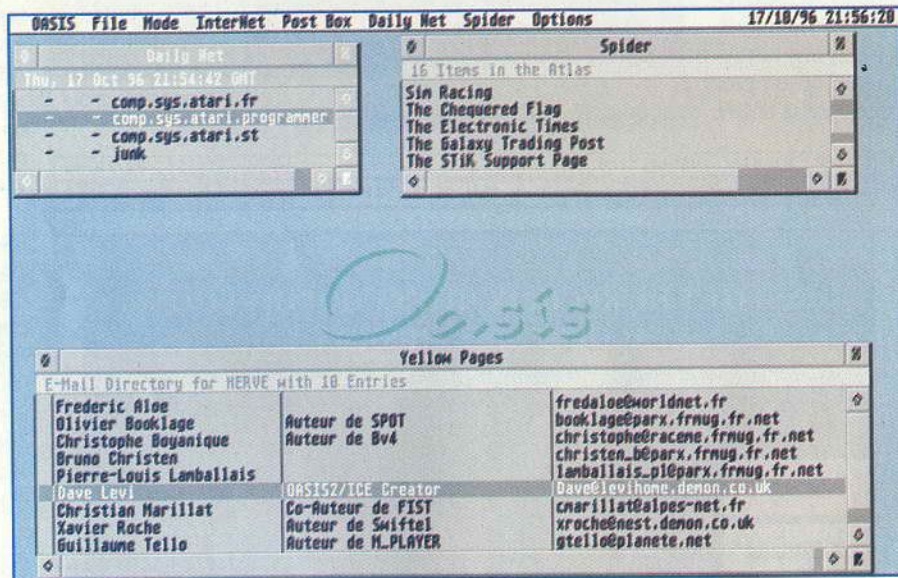 OASIS File Mode InterNet Post Box Daily Net Spider Options 17/10/96 21:56:20
Daily Net
Thu, 17 Oct 96 21:54:42 GMT
- - comp.sys.atari.fr
- - comp.sys.atari.programmer
- - comp.sys.atari.st
- - junk
Spider
16 Items in the Atlas
Sim Racing
The Chequered Flag
The Electronic Times
The Galaxy Trading Post
The STiK Support Page
Oasis
Yellow Pages
E-Mail Directory for HERVE with 10 Entries
Frederic Aloe fredaloe@worldnet.fr
Olivier Booklage Auteur de SPOT booklage@parx.frmug.fr.net
Christophe Boyanique Auteur de Bv4 christophe@raceme.frmug.fr.net
Bruno Christen christen_b@parx.frmug.fr.net
Pierre-Louis Lamballais lamballais_pl@parx.frmug.fr.net
Dave Levi OASIS2/ICE Creator Dave@levihome.demon.co.uk
Christian Marillat Co-Auteur de FIST cmarillat@alpes-net.fr
Xavier Roche Auteur de SWiftel xroche@nest.demon.co.uk
Guillaume Tello Auteur de M_PLAYER gtello@planete.net